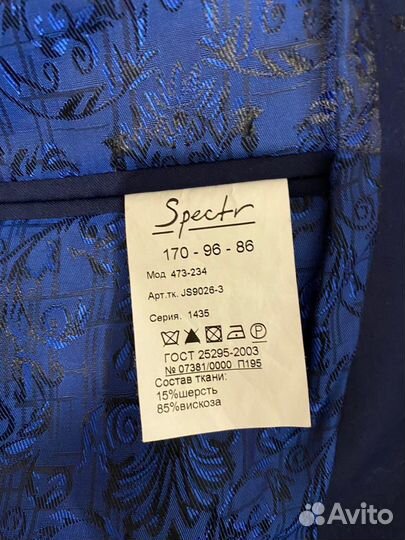 Spectr
170 - 96 - 86
Мод 473-234
Арт.тк. JS9026-3
Серия. 1435
ГОСТ 25295-2003
№ 07381/0000 П195
Состав ткани:
15%шерсть
85%вискоза
Avito